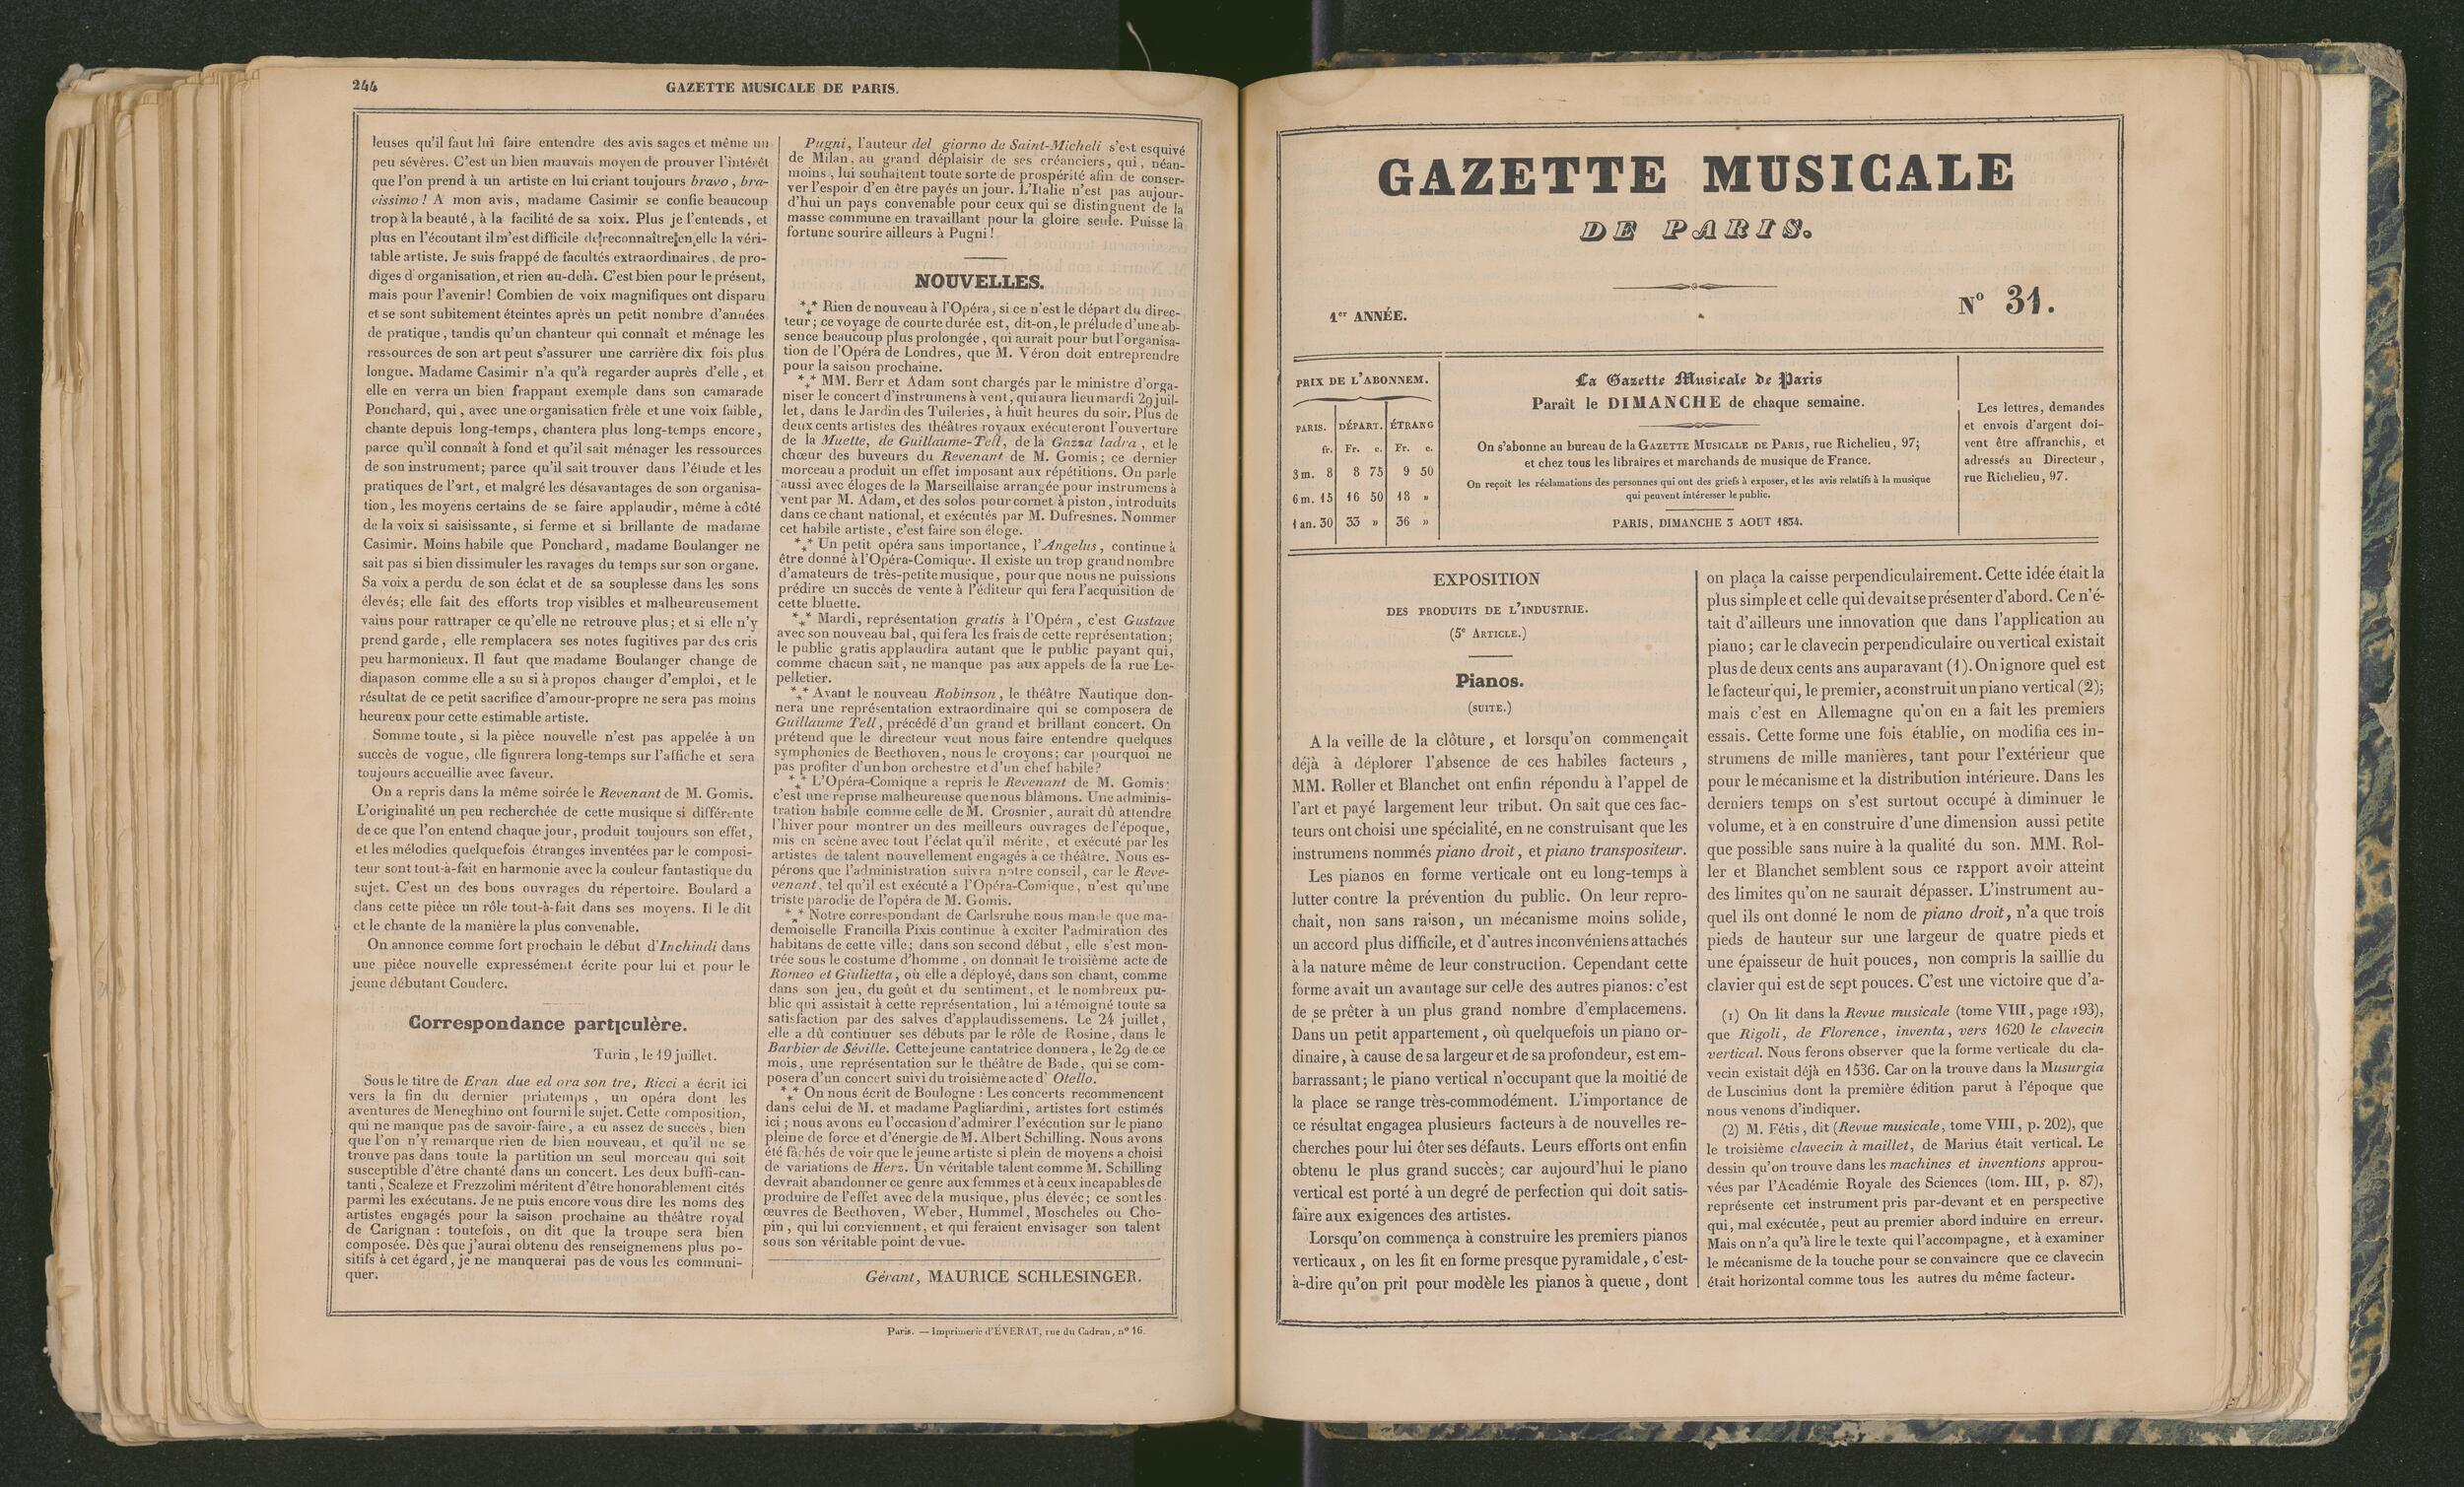 244
GAZETTE MUSICALE DE PARIS.
leuses qu'il faut lui faire entendre des avis sages et même un
peu sévères. C'est un bien mauvais moyen de prouver l'intérêt
que l'on prend à un artiste en lui criant toujours bravo, bra-
vissimo! A mon avis, madame Casimir se confie beaucoup
trop à la beauté, à la facilité de sa xoix. Plus je l'entends, et
plus en l'écoutant il m'est difficile de reconnaître en elle la véri-
table artiste. Je suis frappé de facultés extraordinaires, de pro-
diges d'organisation, et rien au-delà. C'est bien pour le présent,
mais pour l'avenir! Combien de voix magnifiques ont disparu
et se sont subitement éteintes après un petit nombre d'années
de pratique, tandis qu'un chanteur qui connaît et ménage les
ressources de son art peut s'assurer une carrière dix fois plus
longue. Madame Casimir n'a qu'à regarder auprès d'elle, et
elle en verra un bien frappant exemple dans son camarade
Ponchard, qui, avec une organisation frèle et une voix faible,
chante depuis long-temps, chantera plus long-temps encore,
parce qu'il connaît à fond et qu'il sait ménager les ressources
de son instrument; parce qu'il sait trouver dans l'étude et les
pratiques de l'art, et malgré les désavantages de son organisa-
tion, les moyens certains de se faire applaudir, même à côté
de la voix si saisissante, si ferme et si brillante de madame
Casimir. Moins habile que Ponchard, madame Boulanger ne
sait pas si bien dissimuler les ravages du temps sur son organe.
Sa voix a perdu de son éclat et de sa souplesse dans les sons
élevés; elle fait des efforts trop visibles et malheureusement
vains pour rattraper ce qu'elle ne retrouve plus; et si elle n'y
prend garde, elle remplacera ses notes fugitives par des cris
peu harmonieux. Il faut que madame Boulanger change de
diapason comme elle a su si à propos changer d'emploi, et le
résultat de ce petit sacrifice d'amour-propre ne sera pas moins
heureux pour cette estimable artiste.
Somme toute, si la pièce nouvelle n'est pas appelée à un
succès de vogue, elle figurera long-temps sur l'affiche et sera
toujours accueillie avec faveur.
On a repris dans la même soirée le Revenant de M. Gomis.
L'originalité un peu recherchée de cette musique si différente
de ce que l'on entend chaque jour, produit toujours son effet,
et les mélodies quelquefois étranges inventées par le composi-
teur sont tout-à-fait en harmonie avec la couleur fantastique du
sujet. C'est un des bons ouvrages du répertoire. Boulard a
dans cette pièce un rôle tout-à-fait dans ses moyens. Il le dit
et le chante de la manière la plus convenable.
On annonce comme fort prochain le début d'Inchindi dans
une pièce nouvelle expressément écrite pour lui et pour le
jeune débutant Couderc.
Correspondance particulère.
Turin, le 19 juillet.
Sous le titre de Eran due ed ora son tre, Ricci a écrit ici
vers la fin du dernier printemps, un opéra dont les
aventures de Meneghino ont fourni le sujet. Cette composition,
qui ne manque pas de savoir-faire, a eu assez de succès, bien
que l'on n'y remarque rien de bien nouveau, et qu'il ne se
trouve pas dans toute la partition un seul morceau qui soit
susceptible d'être chanté dans un concert. Les deux buffi-can-
tanti, Scaleze et Frezzolini méritent d'être honorablement cités
parmi les exécutans. Je ne puis encore vous dire les noms des
artistes engagés pour la saison prochaine au théâtre royal
de Carignan : toutefois, on dit que la troupe sera bien
composée. Dès que j'aurai obtenu des renseignemens plus po-
sitifs à cet égard, je ne manquerai pas de vous les communi-
quer.
Pugni, l'auteur del giorno de Saint-Micheli s'est esquivé
de Milan, au grand déplaisir de ses créanciers, qui, néan-
moins, lui souhaitent toute sorte de prospérité afin de conser-
ver l'espoir d'en être payés un jour. L'Italie n'est pas aujour-
d'hui un pays convenable pour ceux qui se distinguent de la
masse commune en travaillant pour la gloire seule. Puisse la
fortune sourire ailleurs à Pugni!
NOUVELLES.
*** Rien de nouveau à l'Opéra, si ce n'est le départ du direc-
teur; ce voyage de courte durée est, dit-on, le prélude d'une ab-
sence beaucoup plus prolongée, qui aurait pour but l'organisa-
tion de l'Opéra de Londres, que M. Véron doit entreprendre
pour la saison prochaine.
*** MM. Berr et Adam sont chargés par le ministre d'orga-
niser le concert d'instrumens à vent, qui aura lieu mardi 29 juil-
let, dans le Jardin des Tuileries, à huit heures du soir. Plus de
deux cents artistes des théâtres royaux exécuteront l'ouverture
de la Muette, de Guillaume-Tell, de la Gazza ladra, et le
chœur des buveurs du Revenant de M. Gomis; ce dernier
morceau a produit un effet imposant aux répétitions. On parle
aussi avec éloges de la Marseillaise arrangée pour instrumens à
vent par M. Adam, et des solos pour cornet à piston, introduits
dans ce chant national, et exécutés par M. Dufresnes. Nommer
cet habile artiste, c'est faire son éloge.
*** Un petit opéra sans importance, l'Angelus, continue à
être donné à l'Opéra-Comique. Il existe un trop grand nombre
d'amateurs de très-petite musique, pour que nous ne puissions
prédire un succès de vente à l'éditeur qui fera l'acquisition de
cette bluette.
*** Mardi, représentation gratis à l'Opéra, c'est Gustave
avec son nouveau bal, qui fera les frais de cette représentation;
le public gratis applaudira autant que le public payant qui,
comme chacun sait, ne manque pas aux appels de la rue Le-
pelletier.
*** Avant le nouveau Robinson, le théâtre Nautique don-
nera une représentation extraordinaire qui se composera de
Guillaume Tell, précédé d'un grand et brillant concert. On
prétend que le directeur veut nous faire entendre quelques
symphonies de Beethoven, nous le croyons; car pourquoi ne
pas profiter d'un bon orchestre et d'un chef habile?
*** L'Opéra-Comique a repris le Revenant de M. Gomis;
c'est une reprise malheureuse que nous blâmons. Une adminis-
tration habile comme celle de M. Crosnier, aurait dû attendre
l'hiver pour montrer un des meilleurs ouvrages de l'époque,
mis en scène avec tout l'éclat qu'il mérite, et exécuté par les
artistes de talent nouvellement engagés à ce théâtre. Nous es-
pérons que l'administration suivra notre conseil, car le Reve-
venant, tel qu'il est exécuté a l'Opéra-Comique, n'est qu'une
triste parodie de l'opéra de M. Gomis.
*** Notre correspondant de Carlsruhe nous mande que ma-
demoiselle Francilla Pixis continue à exciter l'admiration des
habitans de cette ville; dans son second début, elle s'est mon-
trée sous le costume d'homme, on donnait le troisième acte de
Romeo et Giulietta, où elle a déployé, dans son chant, comme
dans son jeu, du goût et du sentiment, et le nombreux pu-
blic qui assistait à cette représentation, lui a témoigné toute sa
satisfaction par des salves d'applaudissemens. Le 24 juillet,
elle a dû continuer ses débuts par le rôle de Rosine, dans le
Barbier de Séville. Cette jeune cantatrice donnera, le 29 de ce
mois, une représentation sur le théâtre de Bade, qui se com-
posera d'un concert suivi du troisième acte d' Otello.
*** On nous écrit de Boulogne : Les concerts recommencent
dans celui de M. et madame Pagliardini, artistes fort estimés
ici; nous avons eu l'occasion d'admirer l'exécution sur le piano
pleine de force et d'énergie de M. Albert Schilling. Nous avons
été fâchés de voir que le jeune artiste si plein de moyens a choisi
de variations de Herz. Un véritable talent comme M. Schilling
devrait abandonner ce genre aux femmes et à ceux incapables de
produire de l'effet avec de la musique, plus élevée; ce sont les
œuvres de Beethoven, Weber, Hummel, Moscheles ou Cho-
pin, qui lui conviennent, et qui feraient envisager son talent
sous son véritable point de vue.
Gérant, MAURICE SCHLESINGER.
Paris. — Imprimerie d'ÉVERAT, rue du Cadran, n° 16.
GAZETTE MUSICALE
DE PARIS.
1er ANNÉE.
N° 31.
PRIX DE L'ABONNEM.
PARIS. DÉPART. ÉTRANG
fr. Fr. c. Fr. c.
3 m. 8 8 75 9 50
6 m. 15 16 50 18 »
1 an. 30 33 » 36 »
La Gazette Musicale de Paris
Paraît le DIMANCHE de chaque semaine.
On s'abonne au bureau de la GAZETTE MUSICALE DE PARIS, rue Richelieu, 97;
et chez tous les libraires et marchands de musique de France.
On reçoit les réclamations des personnes qui ont des griefs à exposer, et les avis relatifs à la musique
qui peuvent intéresser le public.
PARIS, DIMANCHE 3 AOUT 1834.
Les lettres, demandes
et envois d'argent doi-
vent être affranchis, et
adressés au Directeur,
rue Richelieu, 97.
EXPOSITION
DES PRODUITS DE L'INDUSTRIE.
(5e ARTICLE.)
Pianos.
(SUITE.)
A la veille de la clôture, et lorsqu'on commençait
déjà à déplorer l'absence de ces habiles facteurs,
MM. Roller et Blanchet ont enfin répondu à l'appel de
l'art et payé largement leur tribut. On sait que ces fac-
teurs ont choisi une spécialité, en ne construisant que les
instrumens nommés piano droit, et piano transpositeur.
Les pianos en forme verticale ont eu long-temps à
lutter contre la prévention du public. On leur repro-
chait, non sans raison, un mécanisme moins solide,
un accord plus difficile, et d'autres inconvéniens attachés
à la nature même de leur construction. Cependant cette
forme avait un avantage sur celle des autres pianos: c'est
de se prêter à un plus grand nombre d'emplacemens.
Dans un petit appartement, où quelquefois un piano or-
dinaire, à cause de sa largeur et de sa profondeur, est em-
barrassant; le piano vertical n'occupant que la moitié de
la place se range très-commodément. L'importance de
ce résultat engagea plusieurs facteurs à de nouvelles re-
cherches pour lui ôter ses défauts. Leurs efforts ont enfin
obtenu le plus grand succès; car aujourd'hui le piano
vertical est porté à un degré de perfection qui doit satis-
faire aux exigences des artistes.
Lorsqu'on commença à construire les premiers pianos
verticaux, on les fit en forme presque pyramidale, c'est-
à-dire qu'on prit pour modèle les pianos à queue, dont
on plaça la caisse perpendiculairement. Cette idée était la
plus simple et celle qui devait se présenter d'abord. Ce n'é-
tait d'ailleurs une innovation que dans l'application au
piano; car le clavecin perpendiculaire ou vertical existait
plus de deux cents ans auparavant (1). On ignore quel est
le facteur qui, le premier, a construit un piano vertical (2);
mais c'est en Allemagne qu'on en a fait les premiers
essais. Cette forme une fois établie, on modifia ces in-
strumens de mille manières, tant pour l'extérieur que
pour le mécanisme et la distribution intérieure. Dans les
derniers temps on s'est surtout occupé à diminuer le
volume, et à en construire d'une dimension aussi petite
que possible sans nuire à la qualité du son. MM. Rol-
ler et Blanchet semblent sous ce rapport avoir atteint
des limites qu'on ne saurait dépasser. L'instrument au-
quel ils ont donné le nom de piano droit, n'a que trois
pieds de hauteur sur une largeur de quatre pieds et
une épaisseur de huit pouces, non compris la saillie du
clavier qui est de sept pouces. C'est une victoire que d'a-
(1) On lit dans la Revue musicale (tome VIII, page 193),
que Rigoli, de Florence, inventa, vers 1620 le clavecin
vertical. Nous ferons observer que la forme verticale du cla-
vecin existait déjà en 1536. Car on la trouve dans la Musurgia
de Luscinius dont la première édition parut à l'époque que
nous venons d'indiquer.
(2) M. Fétis, dit (Revue musicale, tome VIII, p. 202), que
le troisième clavecin à maillet, de Marius était vertical. Le
dessin qu'on trouve dans les machines et inventions approu-
vées par l'Académie Royale des Sciences (tom. III, p. 87),
représente cet instrument pris par-devant et en perspective
qui, mal exécutée, peut au premier abord induire en erreur.
Mais on n'a qu'à lire le texte qui l'accompagne, et à examiner
le mécanisme de la touche pour se convaincre que ce clavecin
était horizontal comme tous les autres du même facteur.